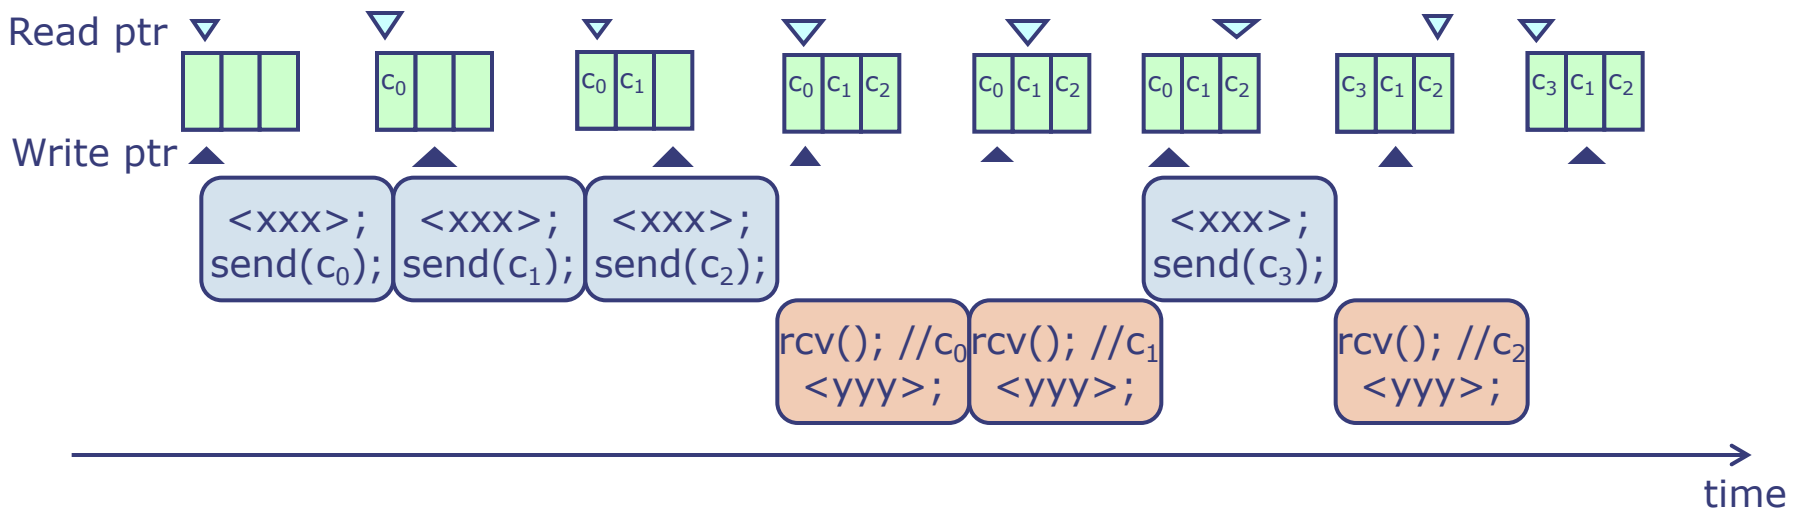 Read ptr
c₀
c₀ c₁
c₀ c₁ c₂
c₀ c₁ c₂
c₀ c₁ c₂
c₃ c₁ c₂
c₃ c₁ c₂
Write ptr
<xxx>;
send(c₀);
<xxx>;
send(c₁);
<xxx>;
send(c₂);
<xxx>;
send(c₃);
rcv(); //c₀
<yyy>;
rcv(); //c₁
<yyy>;
rcv(); //c₂
<yyy>;
time